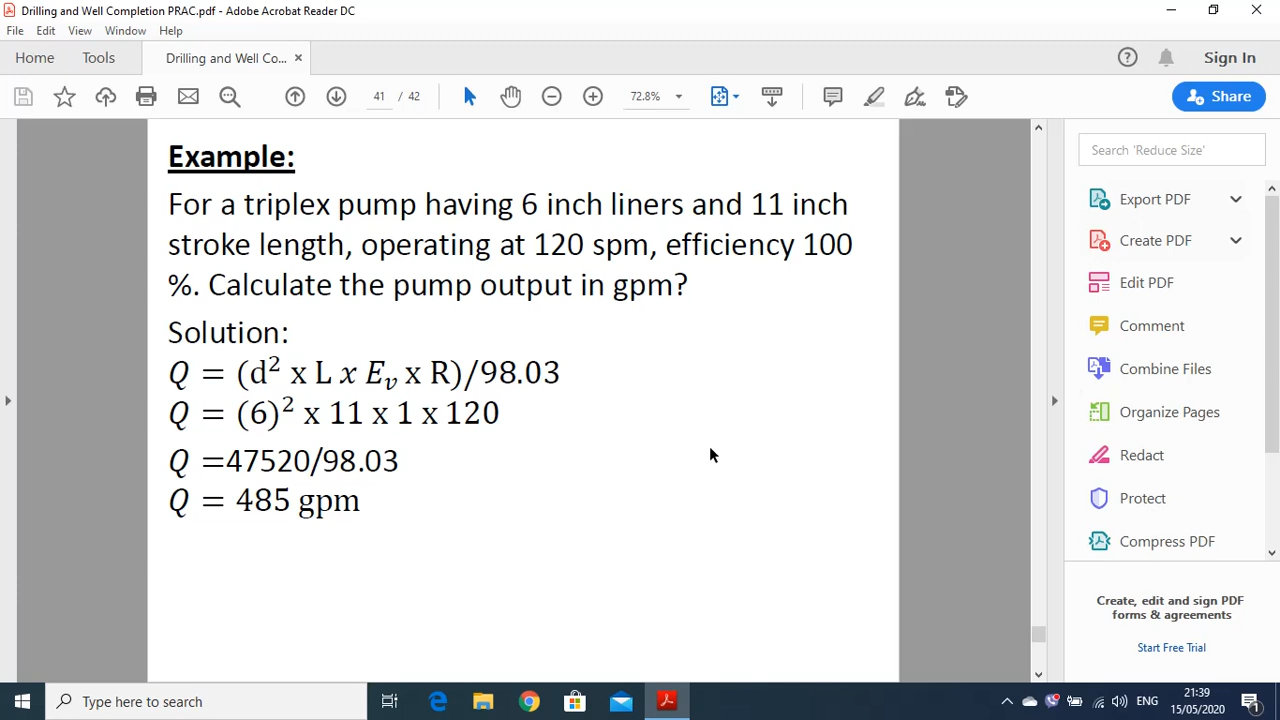 Drilling and Well Completion PRAC.pdf - Adobe Acrobat Reader DC
File Edit View Window Help
Home Tools Drilling and Well Co... × Sign In
41 / 42 72.8% Share
Example:
For a triplex pump having 6 inch liners and 11 inch
stroke length, operating at 120 spm, efficiency 100
%. Calculate the pump output in gpm?
Solution:
Q = (d² x L x Eᵥ x R)/98.03
Q = (6)² x 11 x 1 x 120
Q =47520/98.03
Q = 485 gpm
Search 'Reduce Size'
Export PDF
Create PDF
Edit PDF
Comment
Combine Files
Organize Pages
Redact
Protect
Compress PDF
Create, edit and sign PDF
forms & agreements
Start Free Trial
Type here to search
ENG
21:39
15/05/2020
1